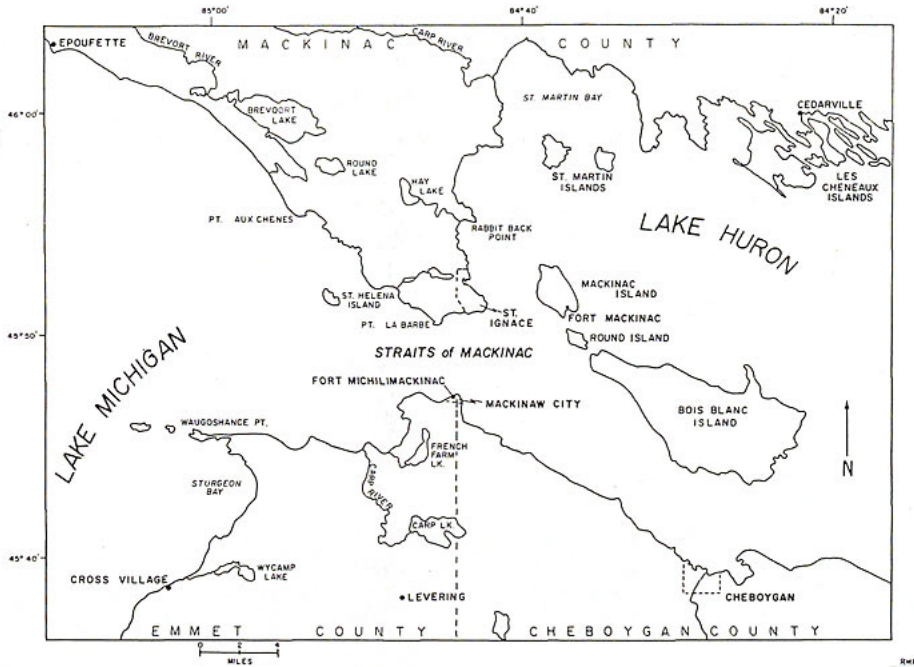 85°00'
84°40'
84°20'
EPOUFETTE
BREVORT
RIVER
MACKINAC
CARP RIVER
COUNTY
46°00'
BREVOORT
LAKE
ST. MARTIN BAY
CEDARVILLE
ROUND
LAKE
HAY
LAKE
ST. MARTIN
ISLANDS
LES
CHENEAUX
ISLANDS
PT. AUX CHENES
RABBIT BACK
POINT
LAKE HURON
ST. HELENA
ISLAND
MACKINAC
ISLAND
PT. LA BARBE
ST.
IGNACE
FORT MACKINAC
ROUND ISLAND
45°50'
STRAITS of MACKINAC
LAKE MICHIGAN
FORT MICHILIMACKINAC
MACKINAW CITY
BOIS BLANC
ISLAND
WAUGOSHANCE PT.
FRENCH
FARM
LK.
N
STURGEON
BAY
CARP
RIVER
CARP LK.
45°40'
CROSS VILLAGE
WYCAMP
LAKE
LEVERING
CHEBOYGAN
EMMET COUNTY
CHEBOYGAN COUNTY
0 2 4
MILES